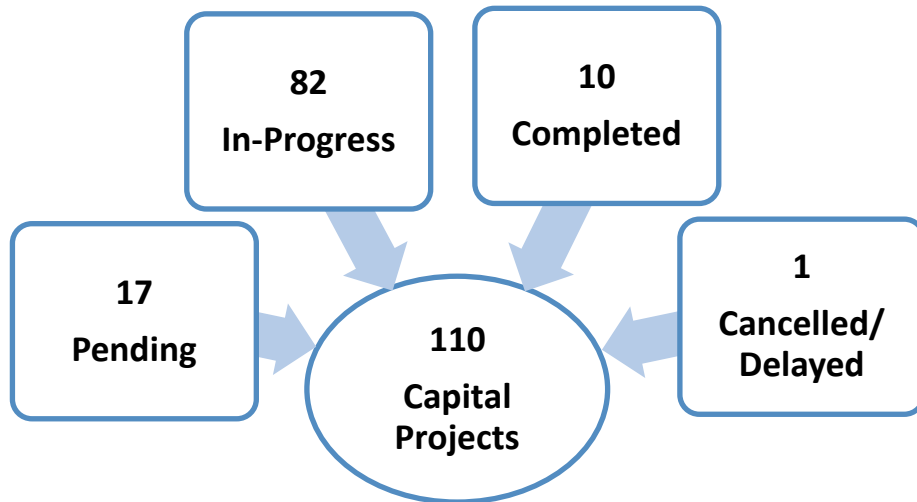 82
In-Progress
10
Completed
17
Pending
1
Cancelled/
Delayed
110
Capital
Projects